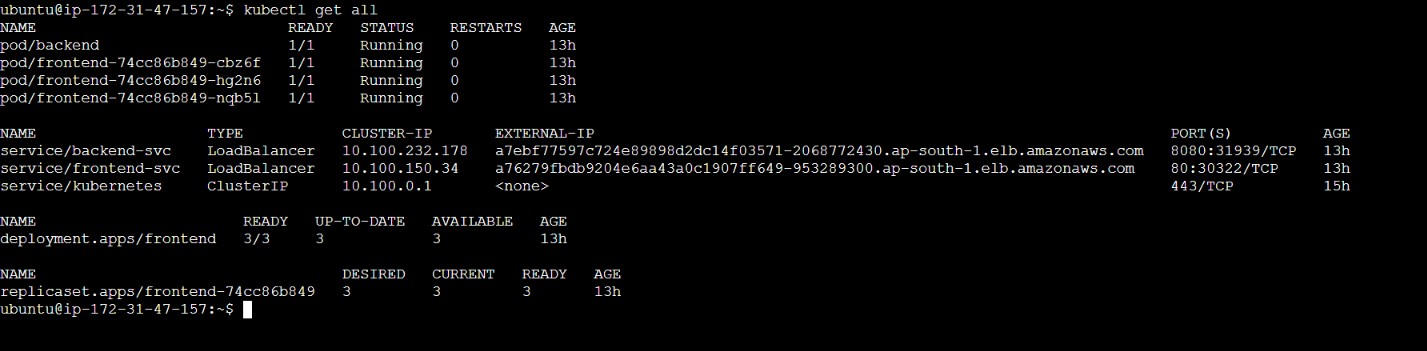 ubuntu@ip-172-31-47-157:~$ kubectl get all
NAME READY STATUS RESTARTS AGE
pod/backend 1/1 Running 0 13h
pod/frontend-74cc86b849-cbz6f 1/1 Running 0 13h
pod/frontend-74cc86b849-hg2n6 1/1 Running 0 13h
pod/frontend-74cc86b849-nqb5l 1/1 Running 0 13h
NAME TYPE CLUSTER-IP EXTERNAL-IP PORT(S) AGE
service/backend-svc LoadBalancer 10.100.232.178 a7ebf77597c724e89898d2dc14f03571-2068772430.ap-south-1.elb.amazonaws.com 8080:31939/TCP 13h
service/frontend-svc LoadBalancer 10.100.150.34 a76279fbdb9204e6aa43a0c1907ff649-953289300.ap-south-1.elb.amazonaws.com 80:30322/TCP 13h
service/kubernetes ClusterIP 10.100.0.1 <none> 443/TCP 15h
NAME READY UP-TO-DATE AVAILABLE AGE
deployment.apps/frontend 3/3 3 3 13h
NAME DESIRED CURRENT READY AGE
replicaset.apps/frontend-74cc86b849 3 3 3 13h
ubuntu@ip-172-31-47-157:~$